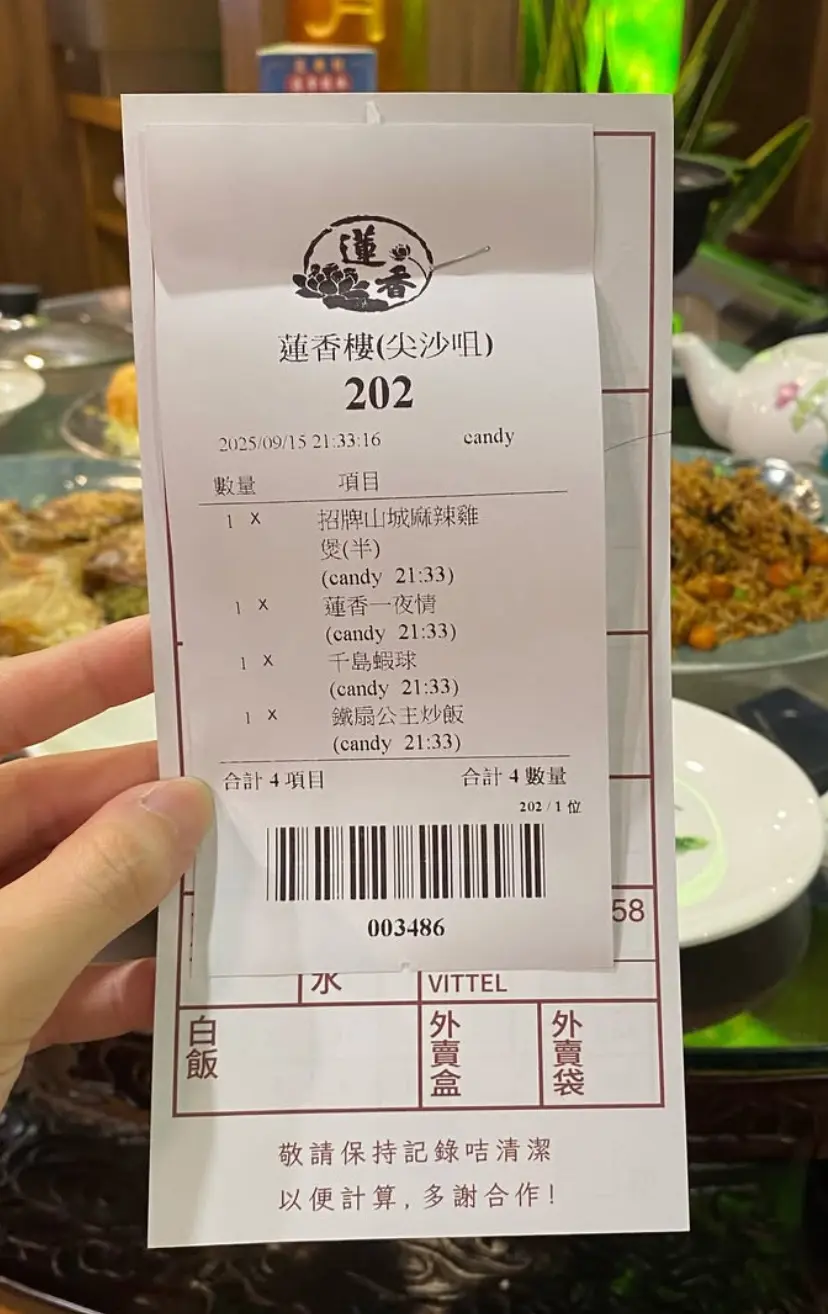 蓮
香
蓮香樓(尖沙咀)
202
2025/09/15 21:33:16 candy
數量 項目
1 X 招牌山城麻辣雞
煲(半)
(candy 21:33)
1 X 蓮香一夜情
(candy 21:33)
1 X 千島蝦球
(candy 21:33)
1 X 鐵扇公主炒飯
(candy 21:33)
合計 4 項目 合計 4 數量
202 / 1 位
003486
58
水 VITTEL
白飯 外賣盒 外賣袋
敬請保持記錄咭清潔
以便計算,多謝合作!